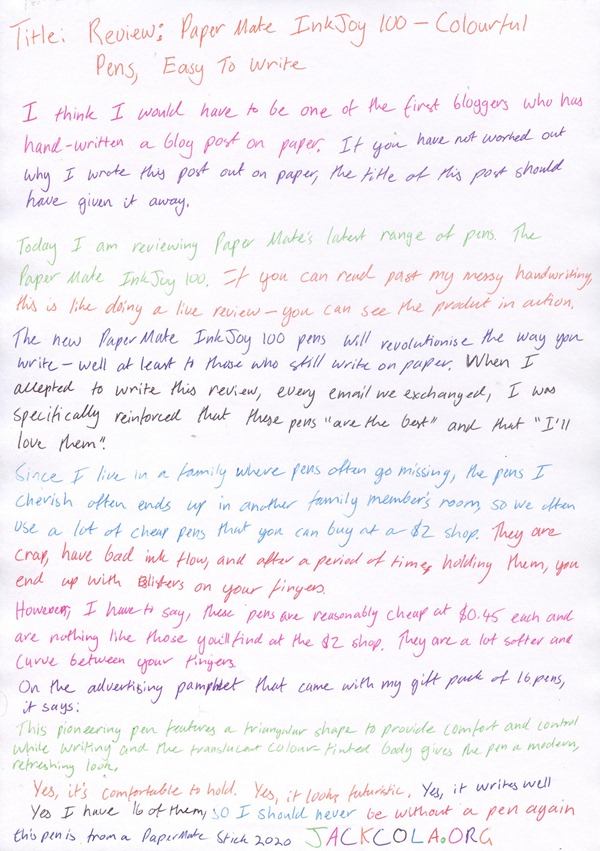 Title: Review: Paper Mate InkJoy 100 – Colourful
Pens, Easy To Write
I think I would have to be one of the first bloggers who has
hand-written a blog post on paper. If you have not worked out
why I wrote this post out on paper, the title of this post should
have given it away.
Today I am reviewing Paper Mate's latest range of pens. The
Paper Mate InkJoy 100. If you can read past my messy handwriting,
this is like doing a live review – you can see the product in action.
The new PaperMate InkJoy 100 pens will revolutionise the way you
write – well at least to those who still write on paper. When I
accepted to write this review, every email we exchanged, I was
specifically reinforced that these pens "are the best" and that "I'll
love them".
Since I live in a family where pens often go missing, the pens I
cherish often ends up in another family member's room, so we often
use a lot of cheap pens that you can buy at a $2 shop. They are
crap, have bad ink flow, and after a period of time, holding them, you
end up with Blisters on your fingers.
However, I have to say, these pens are reasonably cheap at $0.45 each and
are nothing like those you'll find at the $2 shop. They are a lot softer and
curve between your fingers.
On the advertising pamphlet that came with my gift pack of 16 pens,
it says:
This pioneering pen features a triangular shape to provide comfort and control
while writing and the translucent colour-tinted body gives the pen a modern,
refreshing look.
Yes, it's comfortable to hold. Yes, it looks futuristic. Yes, it writes well
Yes I have 16 of them, so I should never be without a pen again
this pen is from a PaperMate Stick 2020 JACKCOLA.ORG